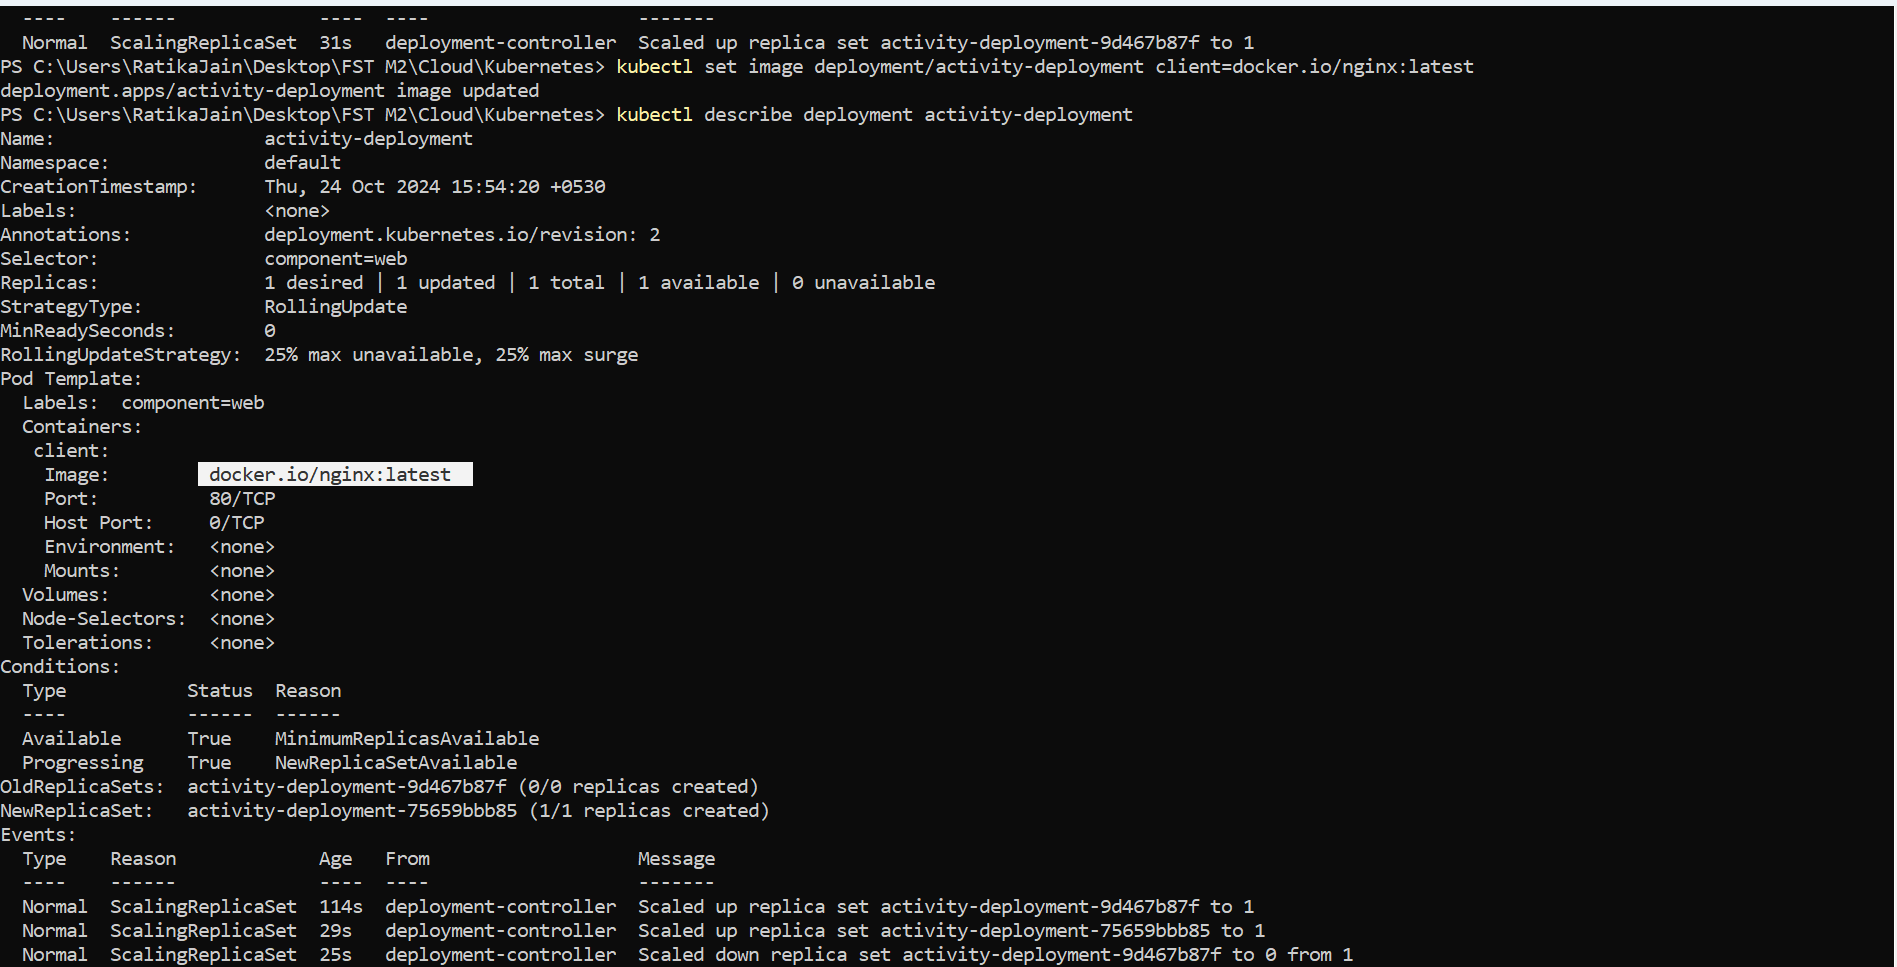 ----    ------             ----  ----                   -------
  Normal  ScalingReplicaSet  31s   deployment-controller  Scaled up replica set activity-deployment-9d467b87f to 1
PS C:\Users\RatikaJain\Desktop\FST M2\Cloud\Kubernetes> kubectl set image deployment/activity-deployment client=docker.io/nginx:latest
deployment.apps/activity-deployment image updated
PS C:\Users\RatikaJain\Desktop\FST M2\Cloud\Kubernetes> kubectl describe deployment activity-deployment
Name:                   activity-deployment
Namespace:              default
CreationTimestamp:      Thu, 24 Oct 2024 15:54:20 +0530
Labels:                 <none>
Annotations:            deployment.kubernetes.io/revision: 2
Selector:               component=web
Replicas:               1 desired | 1 updated | 1 total | 1 available | 0 unavailable
StrategyType:           RollingUpdate
MinReadySeconds:        0
RollingUpdateStrategy:  25% max unavailable, 25% max surge
Pod Template:
  Labels:  component=web
  Containers:
   client:
    Image:         docker.io/nginx:latest
    Port:          80/TCP
    Host Port:     0/TCP
    Environment:   <none>
    Mounts:        <none>
  Volumes:         <none>
  Node-Selectors:  <none>
  Tolerations:     <none>
Conditions:
  Type           Status  Reason
  ----           ------  ------
  Available      True    MinimumReplicasAvailable
  Progressing    True    NewReplicaSetAvailable
OldReplicaSets:  activity-deployment-9d467b87f (0/0 replicas created)
NewReplicaSet:   activity-deployment-75659bbb85 (1/1 replicas created)
Events:
  Type    Reason             Age   From                   Message
  ----    ------             ----  ----                   -------
  Normal  ScalingReplicaSet  114s  deployment-controller  Scaled up replica set activity-deployment-9d467b87f to 1
  Normal  ScalingReplicaSet  29s   deployment-controller  Scaled up replica set activity-deployment-75659bbb85 to 1
  Normal  ScalingReplicaSet  25s   deployment-controller  Scaled down replica set activity-deployment-9d467b87f to 0 from 1